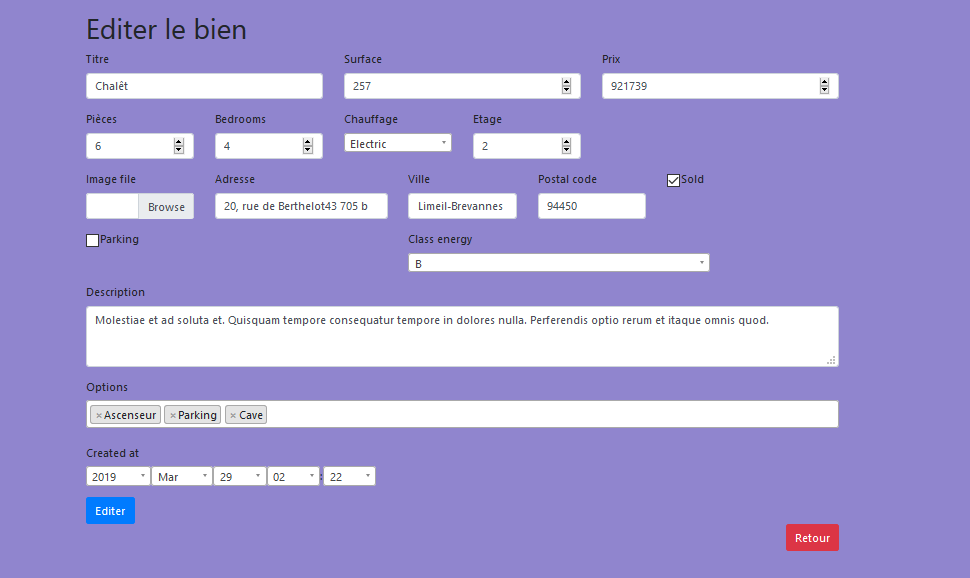 Editer le bien
Titre Surface Prix
Chalêt 257 921739
Pièces Bedrooms Chauffage Etage
6 4 Electric 2
Image file Adresse Ville Postal code Sold
Browse 20, rue de Berthelot43 705 b Limeil-Brevannes 94450
Parking Class energy
B
Description
Molestiae et ad soluta et. Quisquam tempore consequatur tempore in dolores nulla. Perferendis optio rerum et itaque omnis quod.
Options
×Ascenseur ×Parking ×Cave
Created at
2019 Mar 29 02 : 22
Editer
Retour